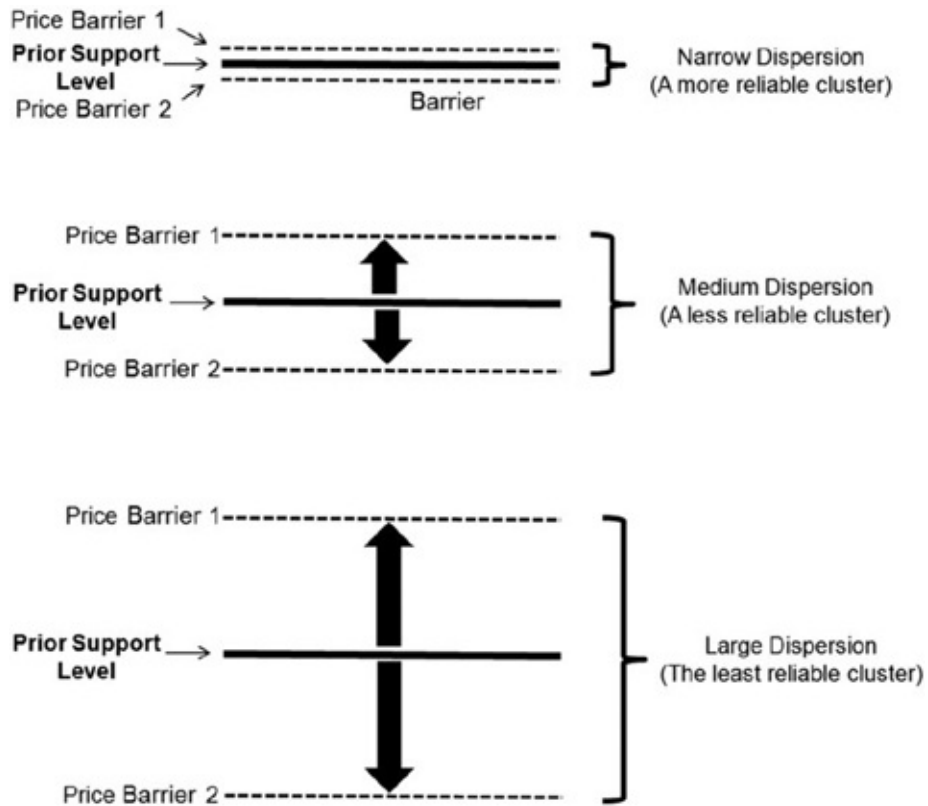 Price Barrier 1
Prior Support
Level
Price Barrier 2
Barrier
Narrow Dispersion
(A more reliable cluster)
Price Barrier 1
Prior Support
Level
Price Barrier 2
Medium Dispersion
(A less reliable cluster)
Price Barrier 1
Prior Support
Level
Price Barrier 2
Large Dispersion
(The least reliable cluster)